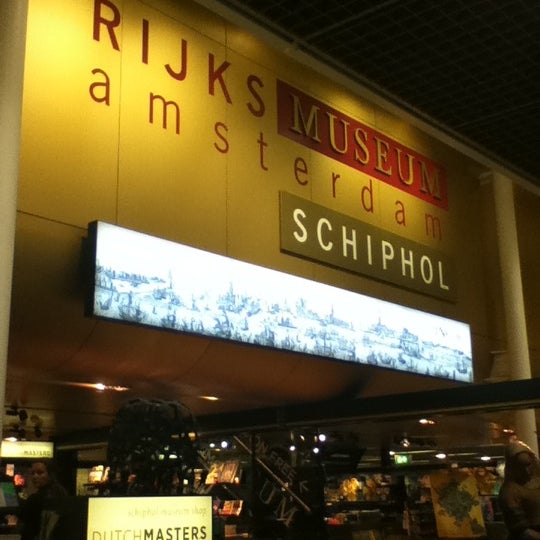 RIJKS MUSEUM
amsterdam
SCHIPHOL
MASTERS
schiphol museum shop
DUTCHMASTERS